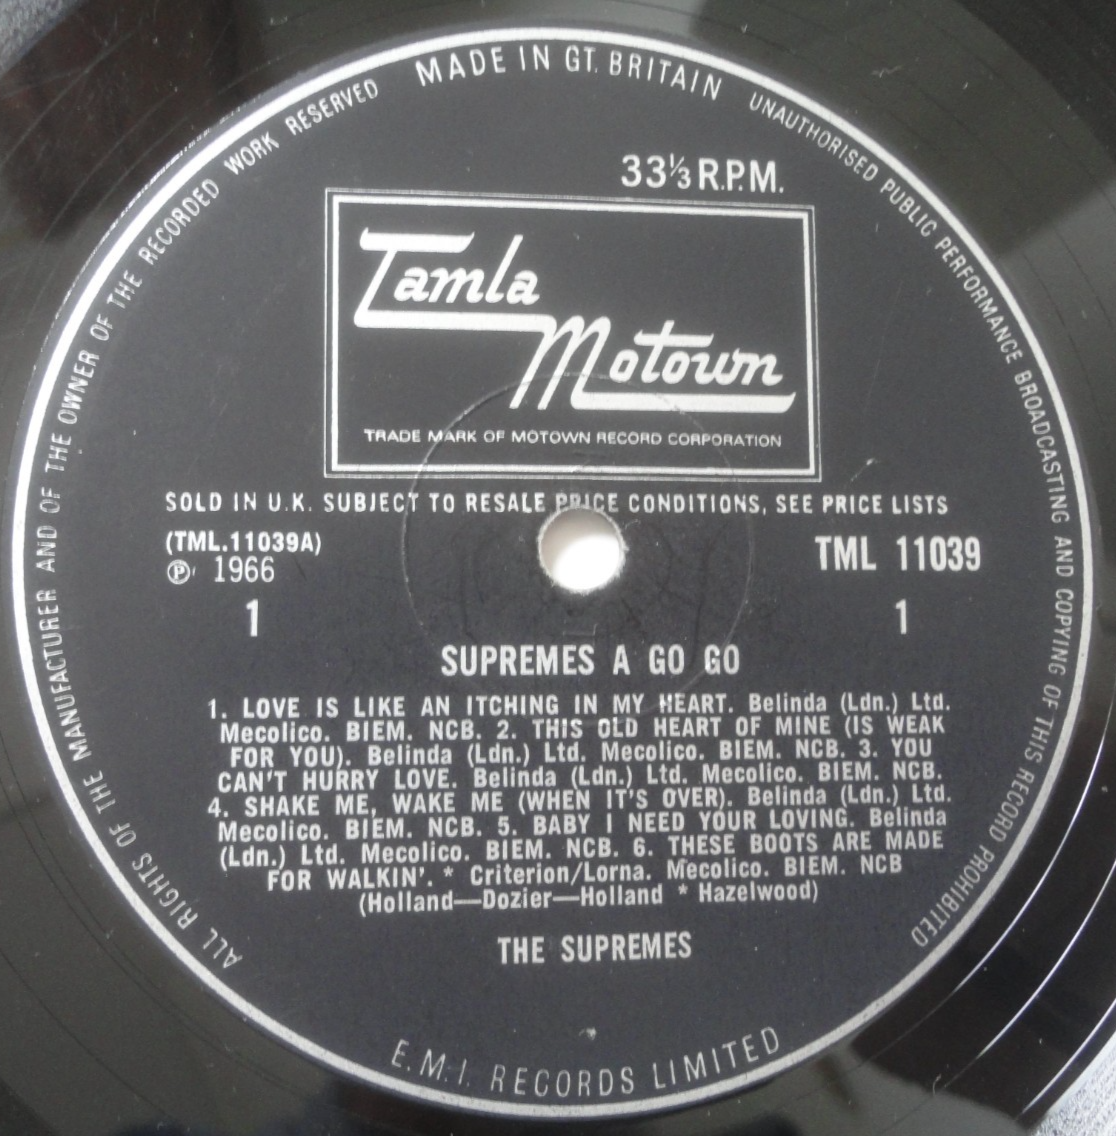 MADE IN GT. BRITAIN
UNAUTHORISED PUBLIC PERFORMANCE BROADCASTING AND COPYING OF THIS RECORD PROHIBITED
ALL RIGHTS OF THE MANUFACTURER AND OF THE OWNER OF THE RECORDED WORK RESERVED
33⅓ R.P.M.
Tamla
Motown
TRADE MARK OF MOTOWN RECORD CORPORATION
SOLD IN U.K. SUBJECT TO RESALE PRICE CONDITIONS, SEE PRICE LISTS
(TML.11039A) TML 11039
℗ 1966
1 1
SUPREMES A GO GO
1. LOVE IS LIKE AN ITCHING IN MY HEART. Belinda (Ldn.) Ltd.
Mecolico. BIEM. NCB. 2. THIS OLD HEART OF MINE (IS WEAK
FOR YOU). Belinda (Ldn.) Ltd. Mecolico. BIEM. NCB. 3. YOU
CAN'T HURRY LOVE. Belinda (Ldn.) Ltd. Mecolico. BIEM. NCB.
4. SHAKE ME, WAKE ME (WHEN IT'S OVER). Belinda (Ldn.) Ltd.
Mecolico. BIEM. NCB. 5. BABY I NEED YOUR LOVING. Belinda
(Ldn.) Ltd. Mecolico. BIEM. NCB. 6. THESE BOOTS ARE MADE
FOR WALKIN'. * Criterion/Lorna. Mecolico. BIEM. NCB
(Holland—Dozier—Holland * Hazelwood)
THE SUPREMES
E.M.I. RECORDS LIMITED